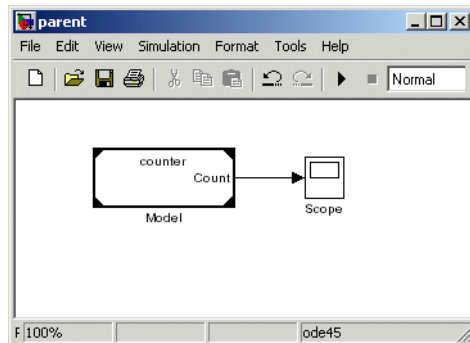 parent
File Edit View Simulation Format Tools Help
Normal
counter
Count
Model
Scope
F 100% ode45